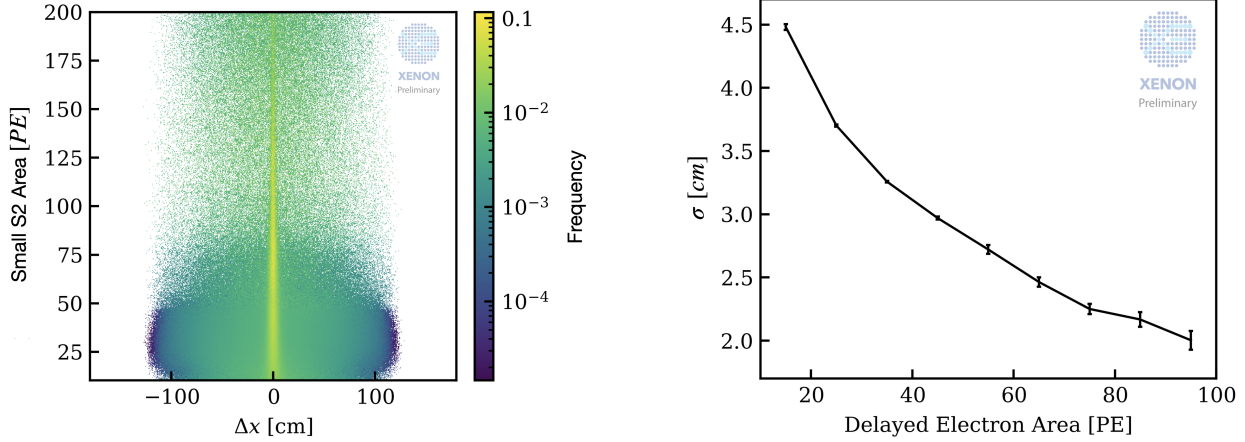 200
175
150
125
100
75
50
25
Small S2 Area [PE]
−100
0
100
Δx [cm]
XENON
Preliminary
0.1
10⁻²
10⁻³
10⁻⁴
Frequency
4.5
4.0
3.5
3.0
2.5
2.0
σ [cm]
20
40
60
80
100
Delayed Electron Area [PE]
XENON
Preliminary